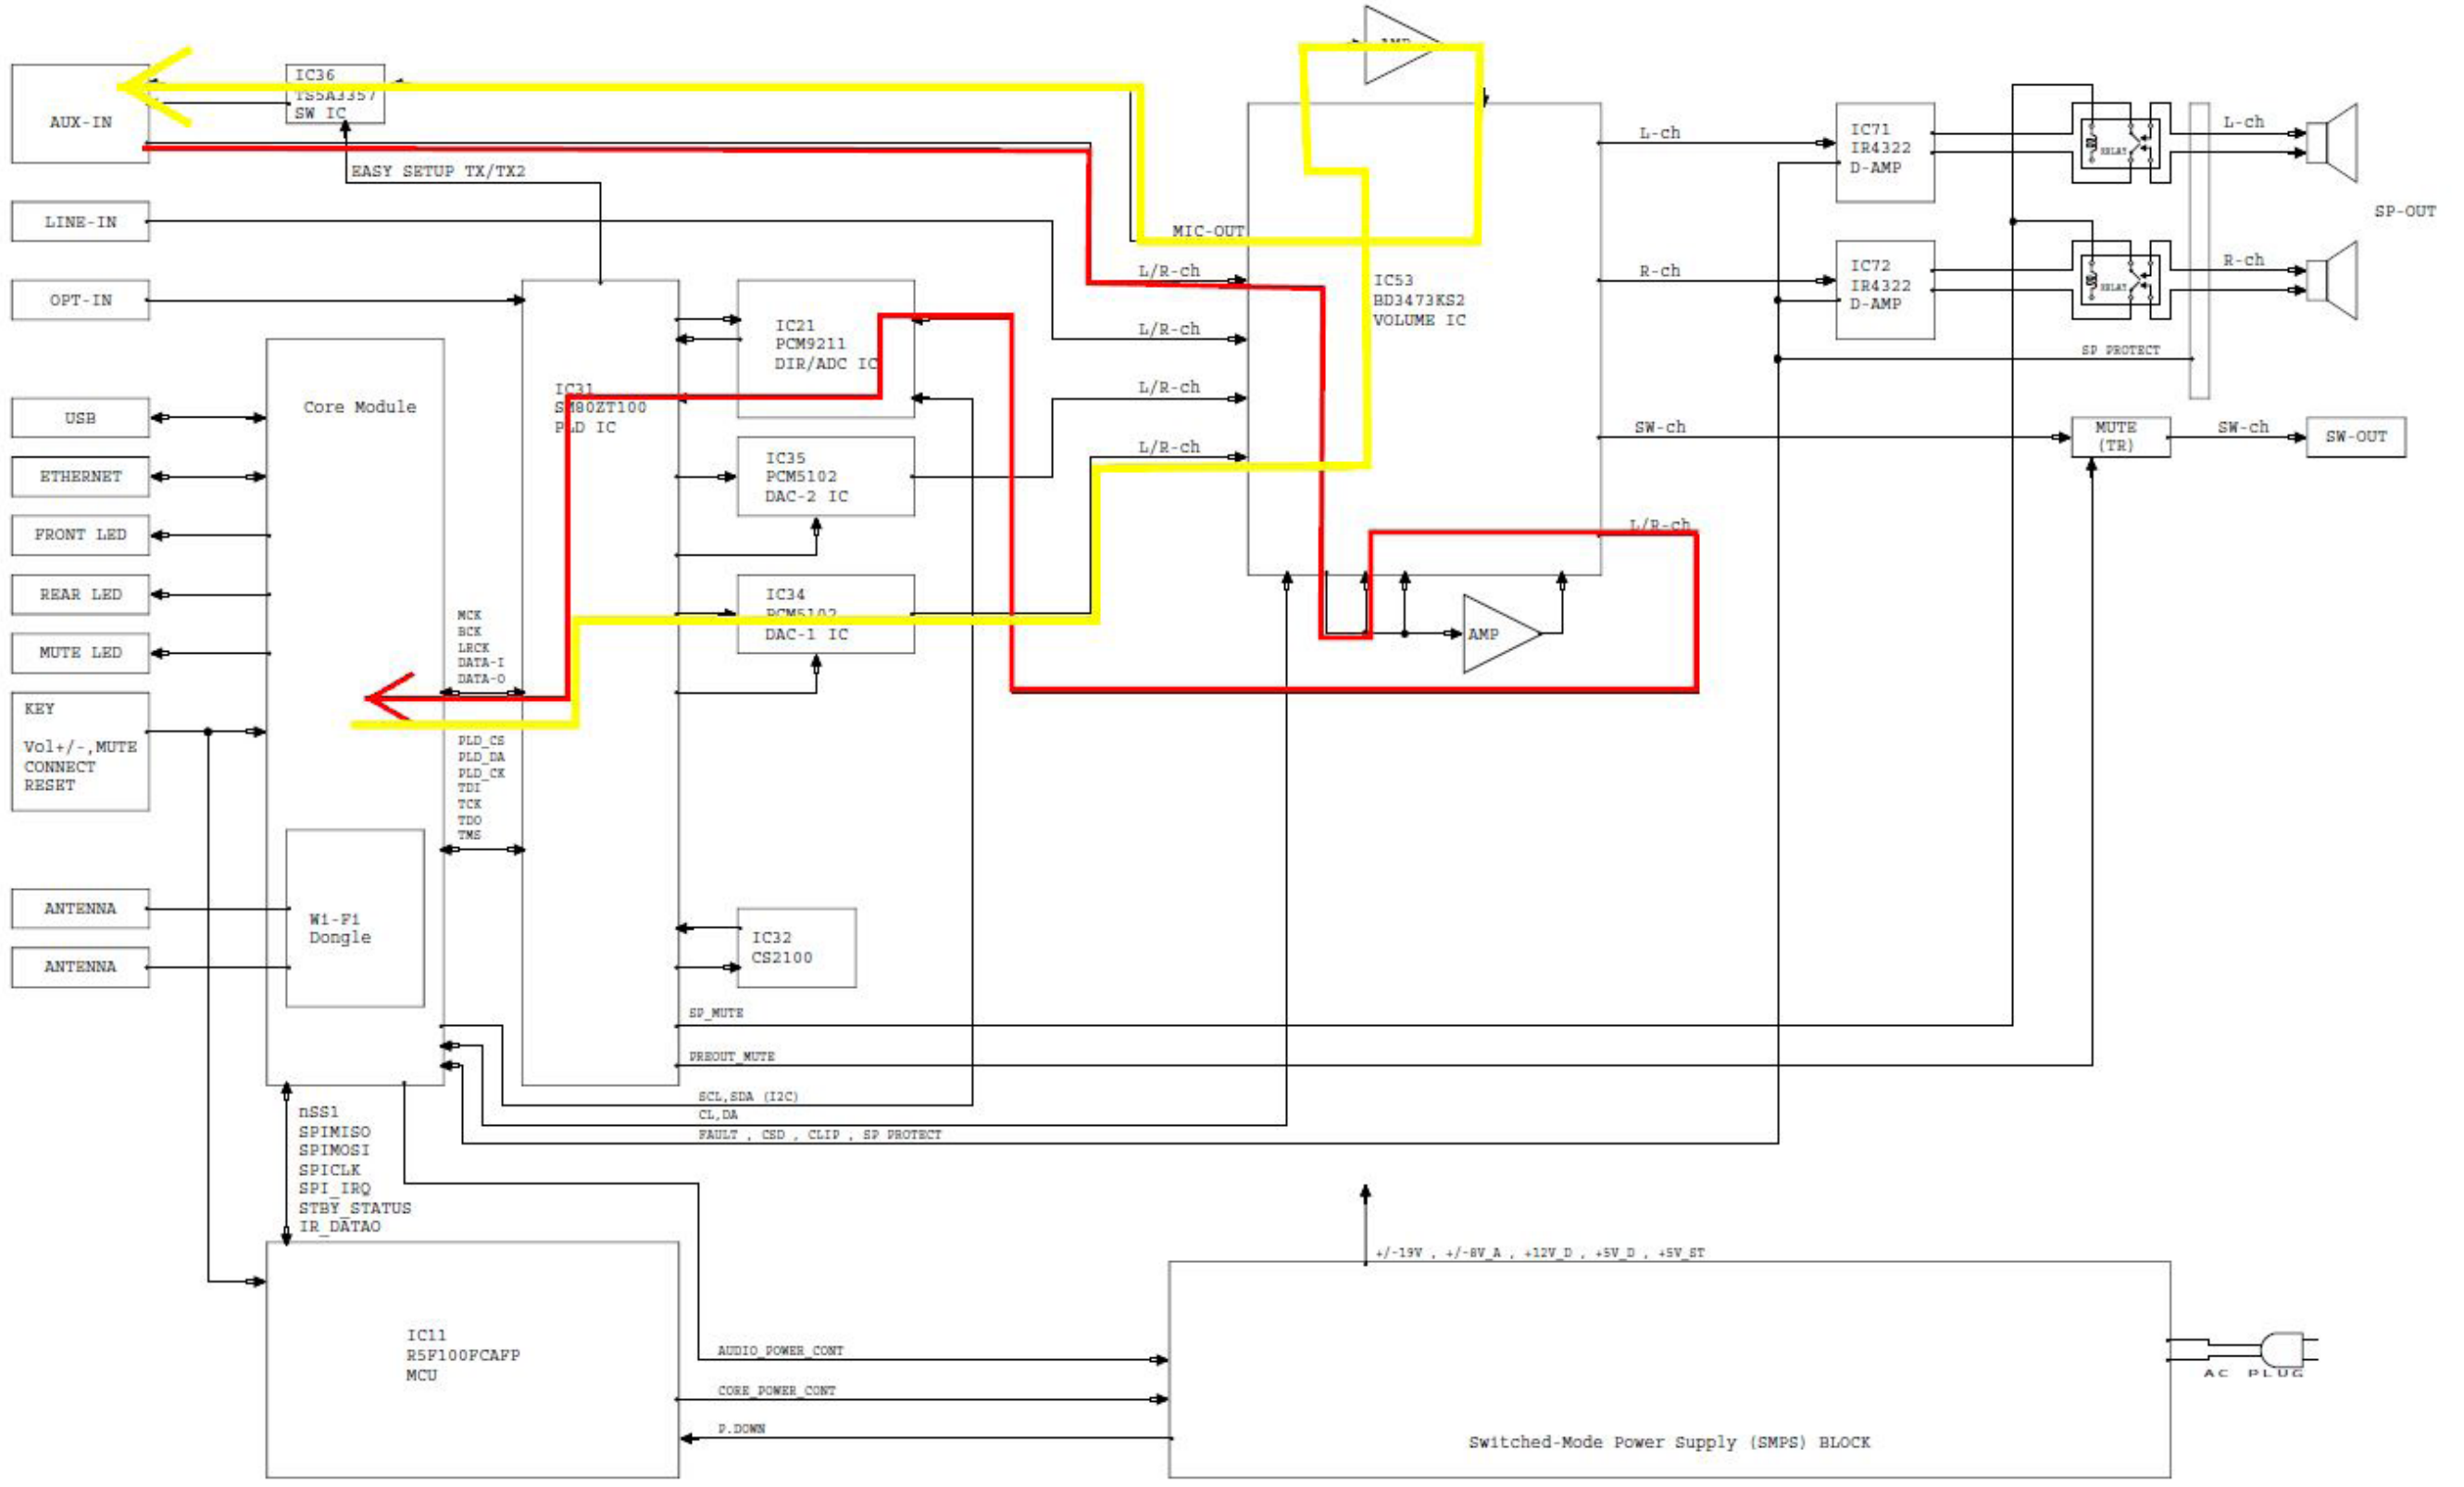 AMP
AUX-IN
IC36
TS5A3357
SW IC
EASY SETUP TX/TX2
LINE-IN
OPT-IN
Core Module
USB
ETHERNET
FRONT LED
REAR LED
MUTE LED
KEY
Vol+/-,MUTE
CONNECT
RESET
ANTENNA
ANTENNA
Wi-Fi
Dongle
MCK
BCK
LRCK
DATA-I
DATA-O
PLD_CS
PLD_DA
PLD_CK
TDI
TCK
TDO
TMS
IC31
PLD IC
IC21
PCM9211
DIR/ADC IC
IC35
PCM5102
DAC-2 IC
IC34
PCM5102
DAC-1 IC
IC32
CS2100
MIC-OUT
L/R-ch
L/R-ch
L/R-ch
L/R-ch
IC53
BD3473KS2
VOLUME IC
L/R-ch
AMP
L-ch
R-ch
SW-ch
IC71
IR4322
D-AMP
IC72
IR4322
D-AMP
RELAY
RELAY
L-ch
R-ch
SP-OUT
SP PROTECT
MUTE
(TR)
SW-ch
SW-OUT
SP_MUTE
PREOUT_MUTE
SCL,SDA (I2C)
CL,DA
FAULT , CSD , CLIP , SP PROTECT
nSS1
SPIMISO
SPIMOSI
SPICLK
SPI_IRQ
STBY_STATUS
IR_DATAO
IC11
R5F100FCAFP
MCU
AUDIO_POWER_CONT
CORE_POWER_CONT
P.DOWN
+/-19V , +/-8V_A , +12V_D , +5V_D , +5V_ST
Switched-Mode Power Supply (SMPS) BLOCK
AC PLUG